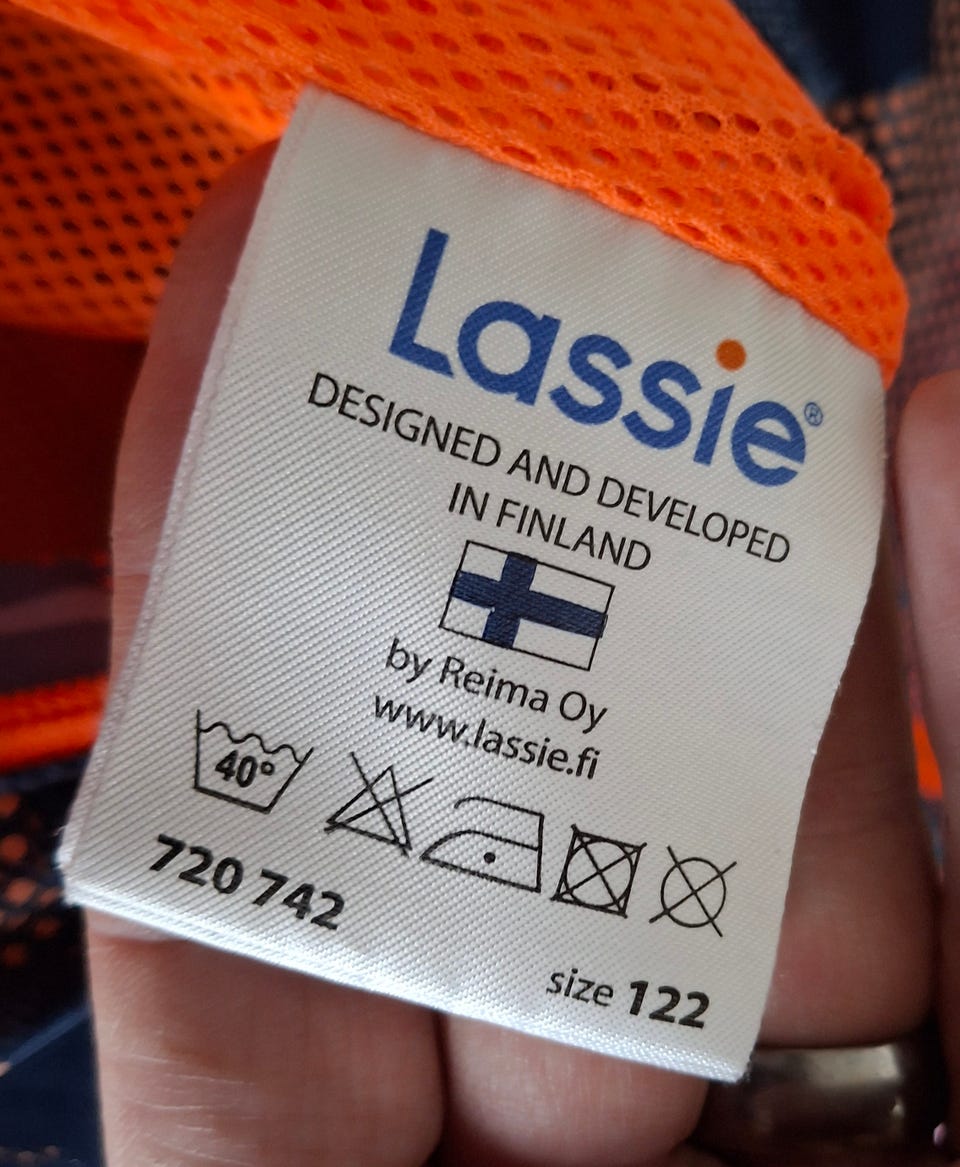 Lassie®
DESIGNED AND DEVELOPED
IN FINLAND
by Reima Oy
www.lassie.fi
40°
720 742
size 122